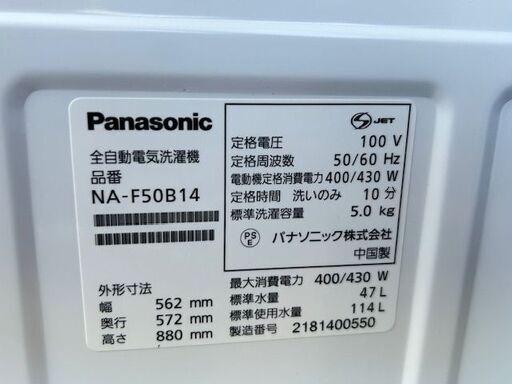 Panasonic
全自動電気洗濯機
品番
NA-F50B14
外形寸法
幅 562 mm
奥行 572 mm
高さ 880 mm
S JET
定格電圧 100 V
定格周波数 50/60 Hz
電動機定格消費電力 400/430 W
定格時間 洗いのみ 10 分
標準洗濯容量 5.0 kg
PS E パナソニック株式会社
中国製
最大消費電力 400/430 W
標準水量 47 L
標準使用水量 114 L
製造番号 2181400550